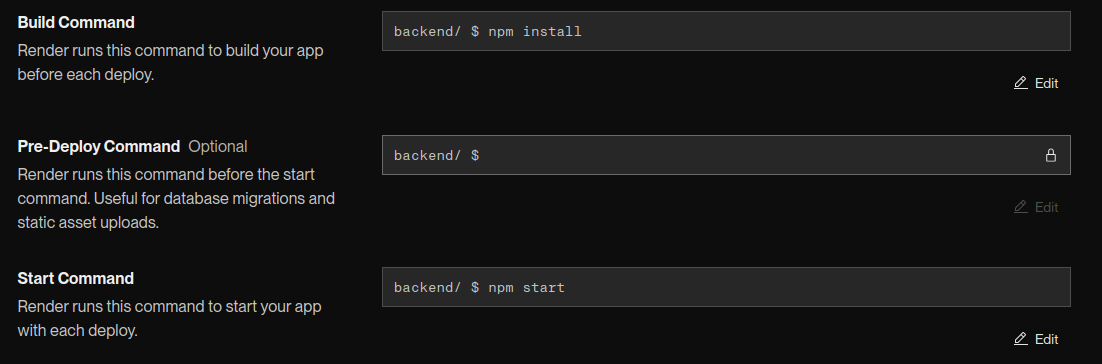 Build Command
backend/ $ npm install
Render runs this command to build your app
before each deploy.
Edit
Pre-Deploy Command Optional
backend/ $
Render runs this command before the start
command. Useful for database migrations and
static asset uploads.
Edit
Start Command
backend/ $ npm start
Render runs this command to start your app
with each deploy.
Edit